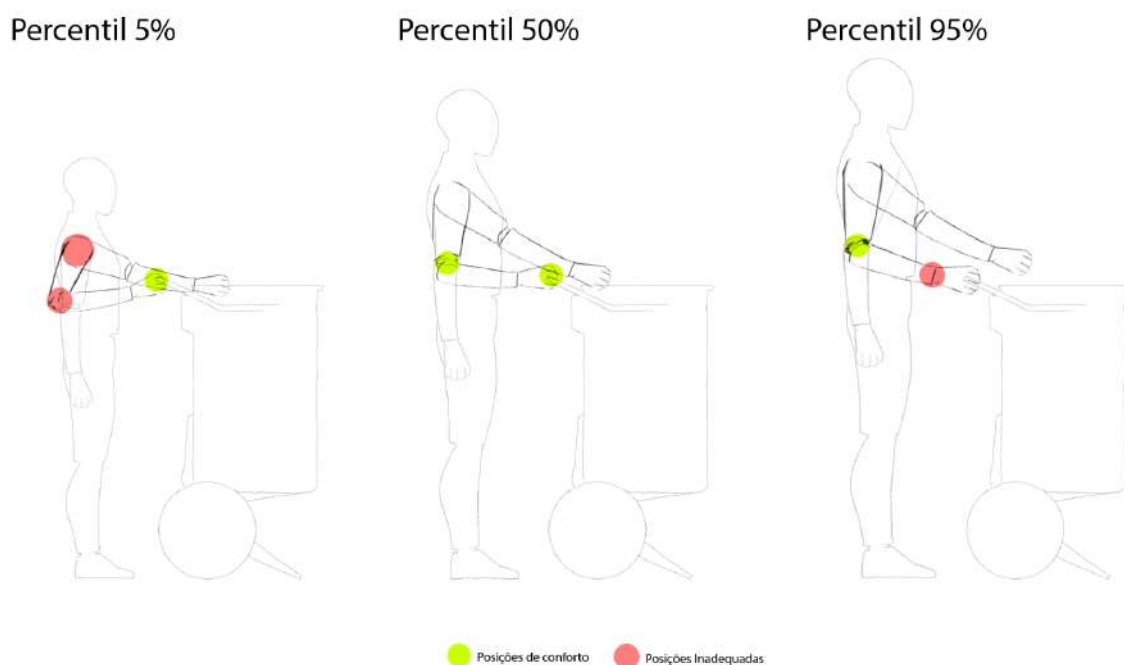 Percentil 5%
Percentil 50%
Percentil 95%
Posições de conforto
Posições Inadequadas